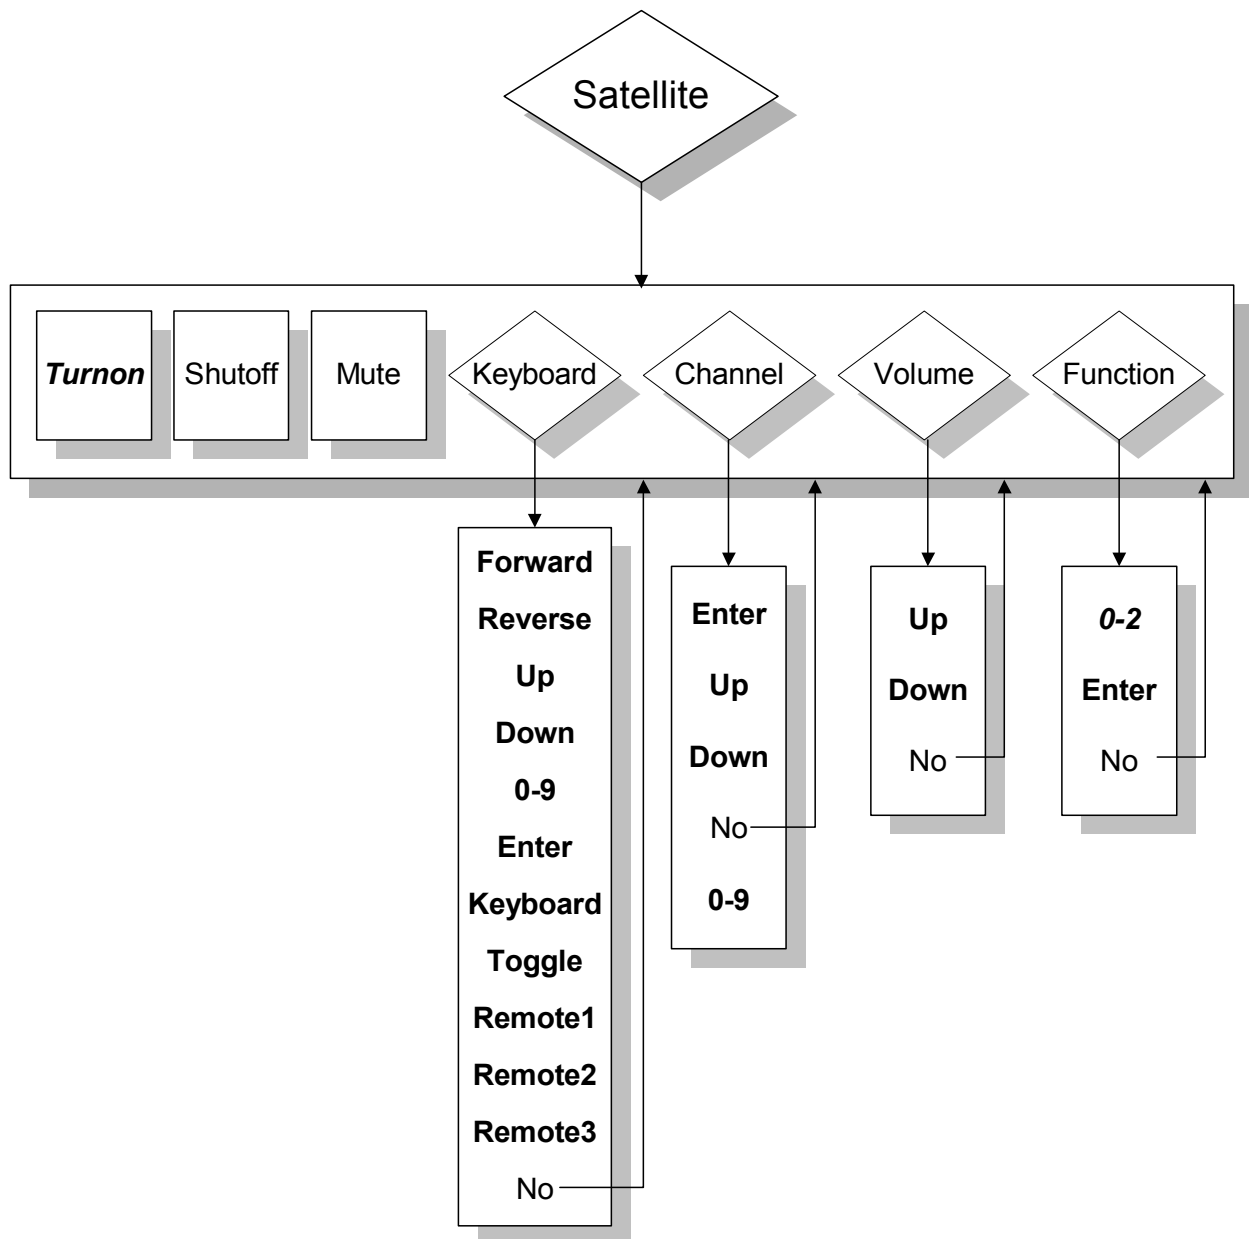 Satellite
Turnon
Shutoff
Mute
Keyboard
Channel
Volume
Function
Forward
Reverse
Up
Down
0-9
Enter
Keyboard
Toggle
Remote1
Remote2
Remote3
No
Enter
Up
Down
No
0-9
Up
Down
No
0-2
Enter
No